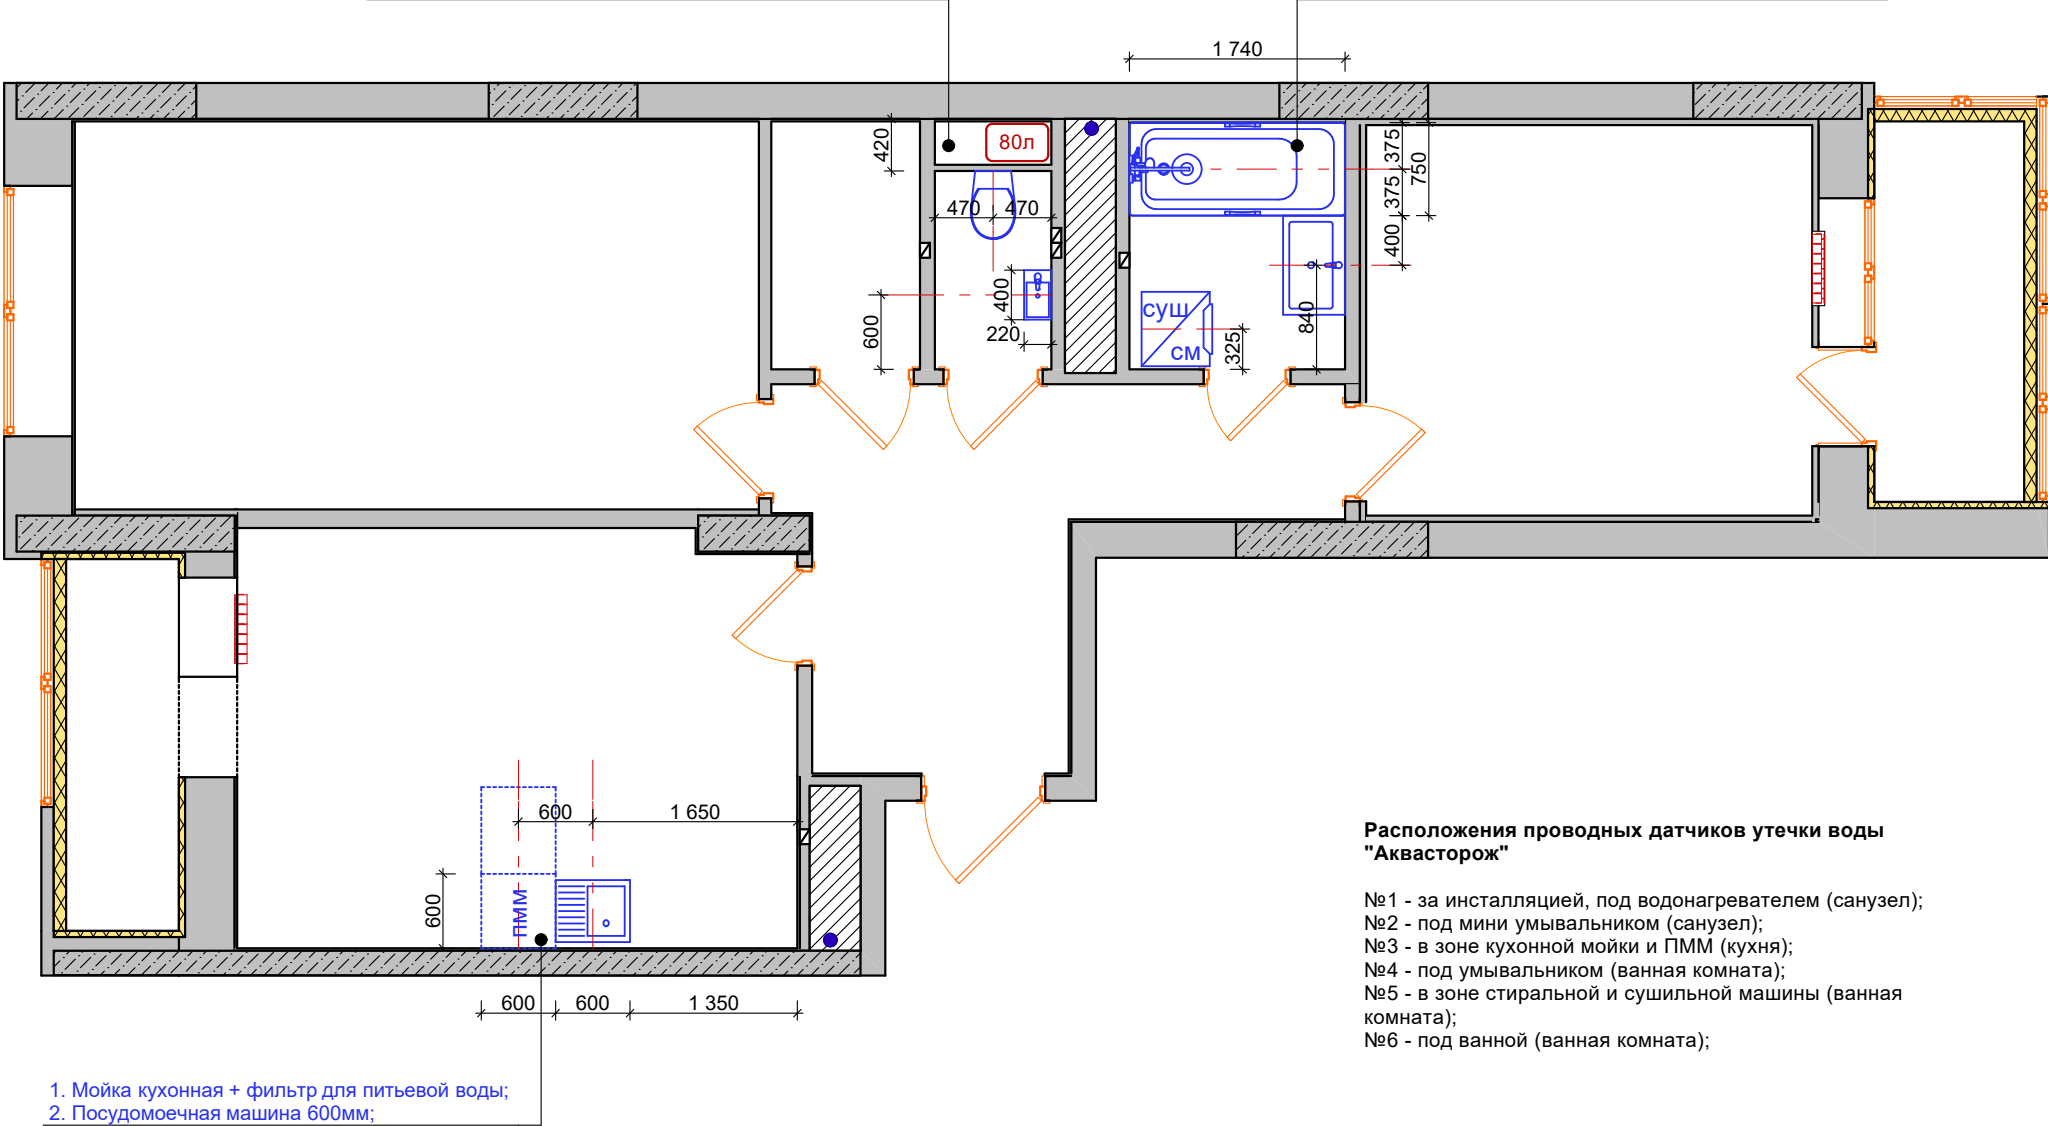 1 740
420
80л
375
750
375
470
470
400
400
суш
600
220
840
325
см
600
1 650
600
ПММ
600
600
1 350
Расположения проводных датчиков утечки воды
"Аквасторож"
№1 - за инсталляцией, под водонагревателем (санузел);
№2 - под мини умывальником (санузел);
№3 - в зоне кухонной мойки и ПММ (кухня);
№4 - под умывальником (ванная комната);
№5 - в зоне стиральной и сушильной машины (ванная
комната);
№6 - под ванной (ванная комната);
1. Мойка кухонная + фильтр для питьевой воды;
2. Посудомоечная машина 600мм;